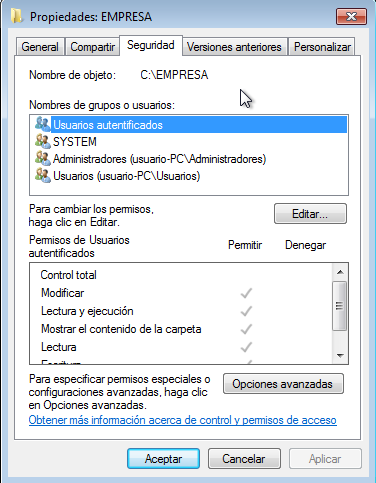 Propiedades: EMPRESA
General Compartir Seguridad Versiones anteriores Personalizar
Nombre de objeto: C:\EMPRESA
Nombres de grupos o usuarios:
Usuarios autentificados
SYSTEM
Administradores (usuario-PC\Administradores)
Usuarios (usuario-PC\Usuarios)
Para cambiar los permisos,
haga clic en Editar.
Editar...
Permisos de Usuarios
autentificados
Permitir Denegar
Control total
Modificar
Lectura y ejecución
Mostrar el contenido de la carpeta
Lectura
Escritura
Para especificar permisos especiales o
configuraciones avanzadas, haga clic
en Opciones avanzadas.
Opciones avanzadas
Obtener más información acerca de control y permisos de acceso
Aceptar Cancelar Aplicar